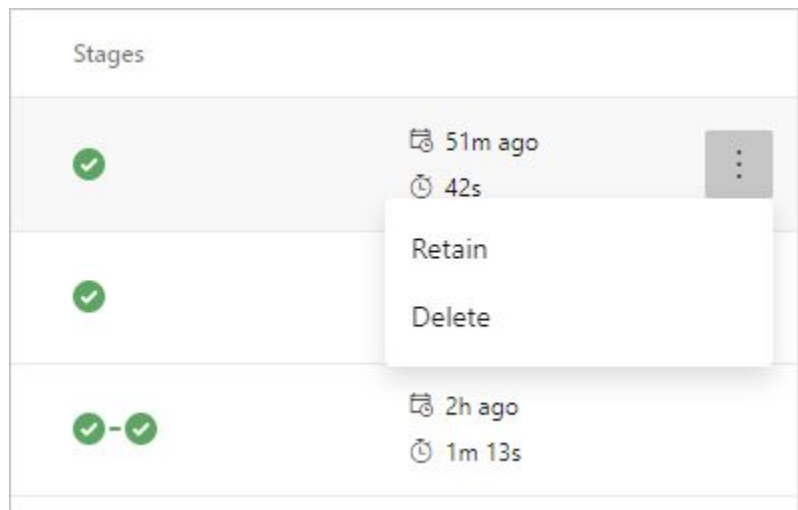 Stages
51m ago
42s
Retain
Delete
2h ago
1m 13s